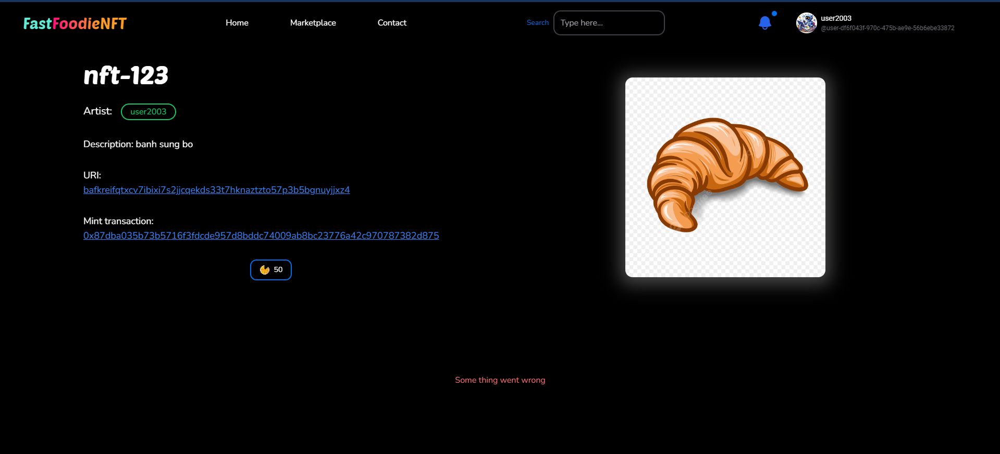 FastFoodieNFT
Home
Marketplace
Contact
Search
Type here...
user2003
@user-df6f043f-970c-475b-ae9e-56b6ebe33872
nft-123
Artist:
user2003
Description: banh sung bo
URI:
bafkreifqtxcv7ibixi7s2jjcqekds33t7hknaztzto57p3b5bgnuyjjxz4
Mint transaction:
0x87dba035b73b5716f3fdcde957d8bddc74009ab8bc23776a42c970787382d875
50
Some thing went wrong